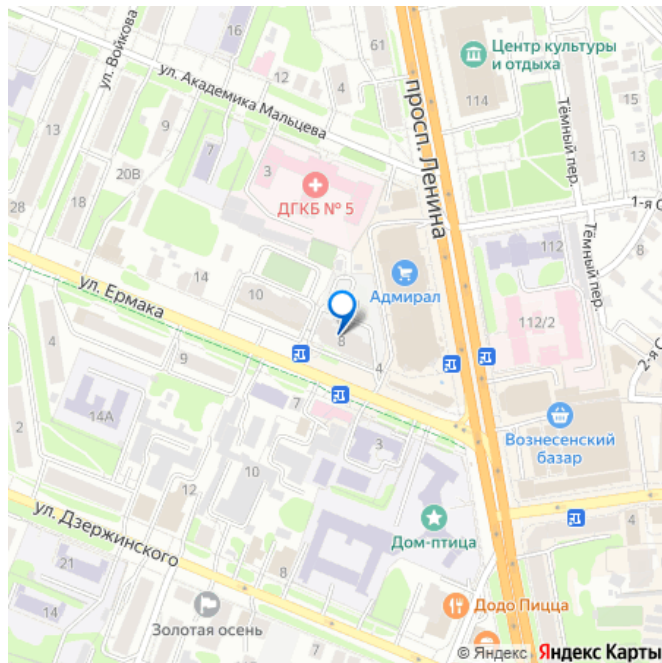 16
61
ул. Войкова
12
Центр культуры
и отдыха
ул. Академика Мальцева
просп. Ленина
114
15
13
9
7
3
Тёмный пер.
20В
18
ДГКБ № 5
28
1-я С
112
14
Адмирал
8
ул. Ермака
10
Тёмный пер.
112/2
8
4
9
4
2-я С
14А
7
2
3
Вознесенский
базар
10
12
ул. Дзержинского
4
Дом-птица
21
8
14
Золотая осень
Додо Пицца
© Яндекс Яндекс Карты